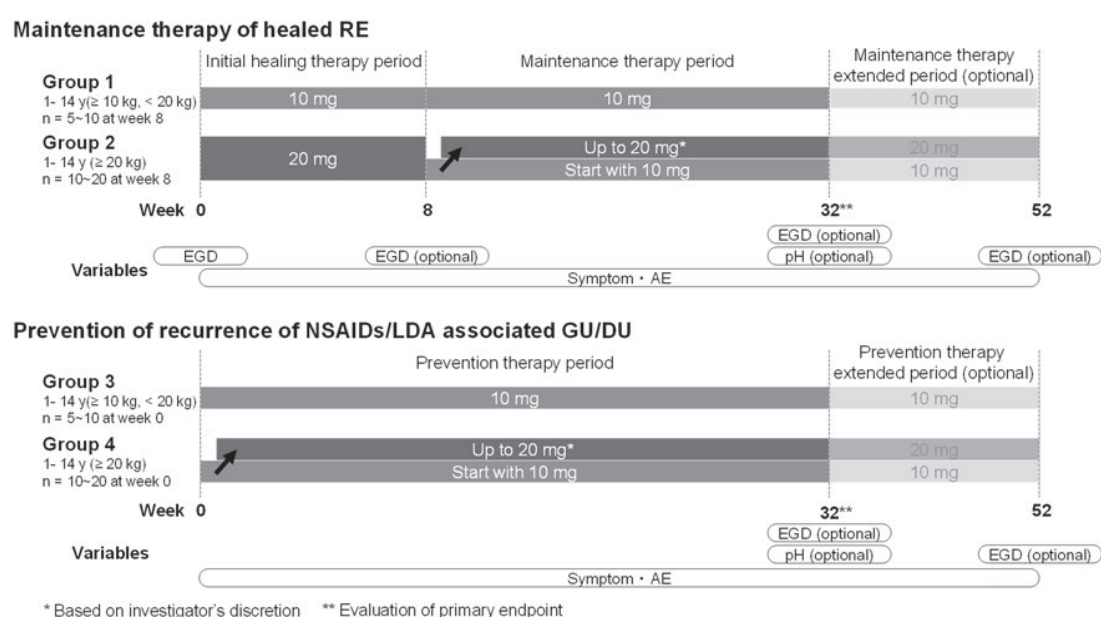 Maintenance therapy of healed RE
Initial healing therapy period
Maintenance therapy period
Maintenance therapy
extended period (optional)
Group 1
1- 14 y(≥ 10 kg, < 20 kg)
n = 5~10 at week 8
10 mg
10 mg
10 mg
Group 2
1- 14 y (≥ 20 kg)
n = 10~20 at week 8
20 mg
Up to 20 mg*
Start with 10 mg
20 mg
10 mg
Week 0 8 32** 52
Variables
EGD
EGD (optional)
EGD (optional)
pH (optional)
EGD (optional)
Symptom・AE
Prevention of recurrence of NSAIDs/LDA associated GU/DU
Prevention therapy period
Prevention therapy
extended period (optional)
Group 3
1- 14 y(≥ 10 kg, < 20 kg)
n = 5~10 at week 0
10 mg
10 mg
Group 4
1- 14 y (≥ 20 kg)
n = 10~20 at week 0
Up to 20 mg*
Start with 10 mg
20 mg
10 mg
Week 0 32** 52
Variables
EGD (optional)
pH (optional)
EGD (optional)
Symptom・AE
* Based on investigator's discretion ** Evaluation of primary endpoint